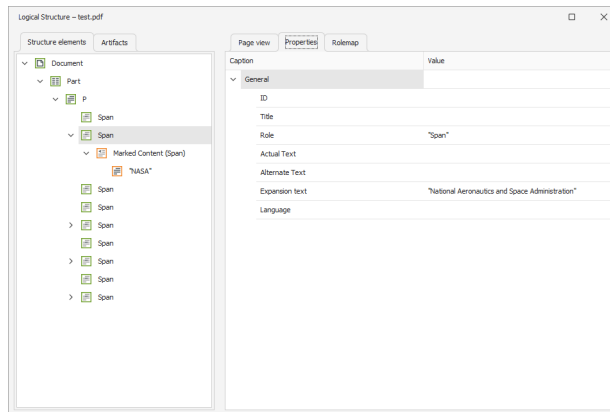 Logical Structure – test.pdf
Structure elements
Artifacts
Document
Part
P
Span
Span
Marked Content (Span)
"NASA"
Span
Span
Span
Span
Span
Span
Span
Page view
Properties
Rolemap
Caption
Value
General
ID
Title
Role
"Span"
Actual Text
Alternate Text
Expansion text
"National Aeronautics and Space Administration"
Language